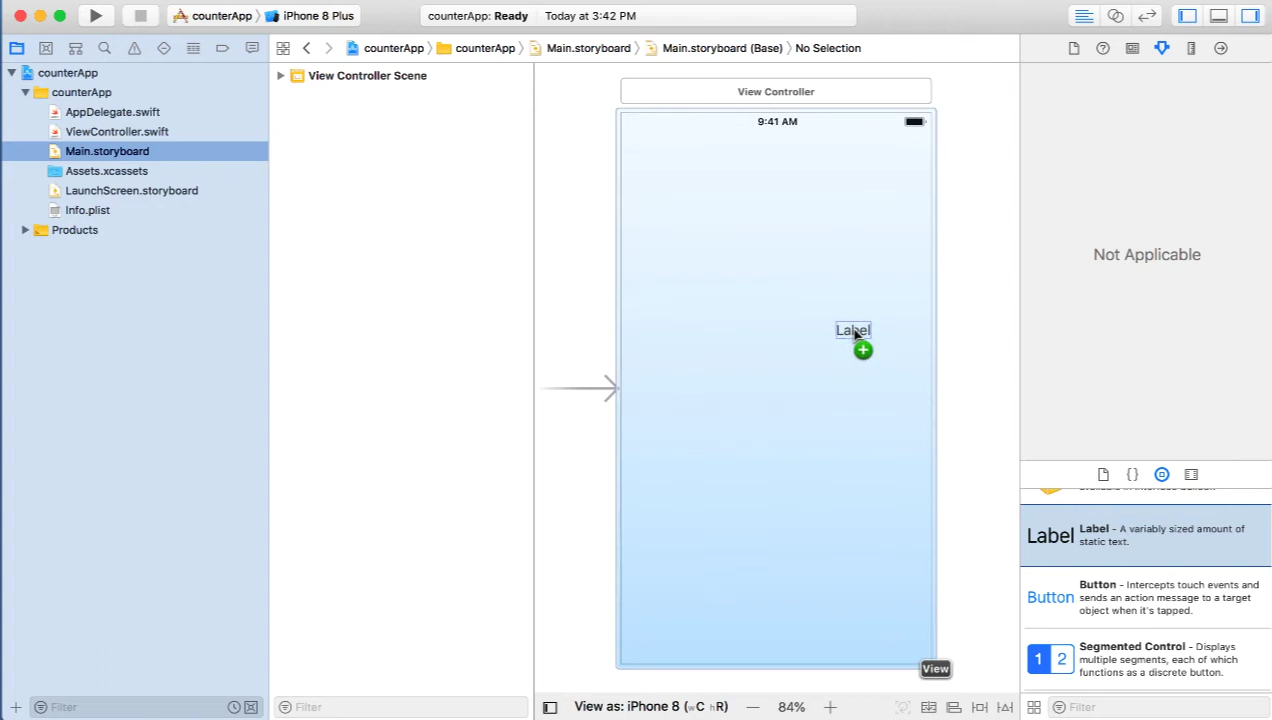 counterApp
iPhone 8 Plus
counterApp: Ready
Today at 3:42 PM
counterApp
counterApp
Main.storyboard
Main.storyboard (Base)
No Selection
counterApp
counterApp
AppDelegate.swift
ViewController.swift
Main.storyboard
Assets.xcassets
LaunchScreen.storyboard
Info.plist
Products
Filter
View Controller Scene
Filter
View Controller
9:41 AM
Label
View
View as: iPhone 8 (wC hR)
84%
Not Applicable
{}
Label
Label - A variably sized amount of
static text.
Button
Button - Intercepts touch events and
sends an action message to a target
object when it's tapped.
1 2
Segmented Control - Displays
multiple segments, each of which
functions as a discrete button.
Filter